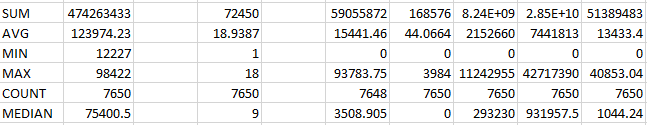 SUM 474263433 72450 59055872 168576 8.24E+09 2.85E+10 51389483
AVG 123974.23 18.9387 15441.46 44.0664 2152660 7441813 13433.4
MIN 12227 1 0 0 0 0 0
MAX 98422 18 93783.75 3984 11242955 42717390 40853.04
COUNT 7650 7650 7648 7650 7650 7650 7650
MEDIAN 75400.5 9 3508.905 0 293230 931957.5 1044.24